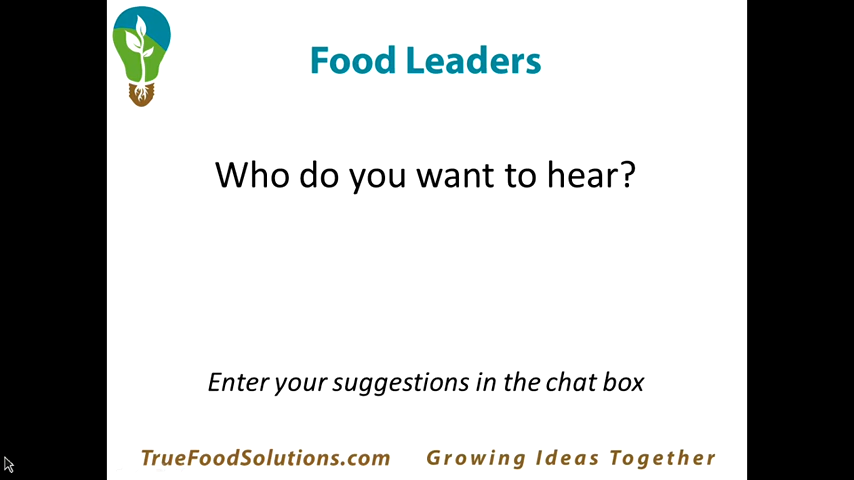 Food Leaders
Who do you want to hear?
Enter your suggestions in the chat box
TrueFoodSolutions.com Growing Ideas Together